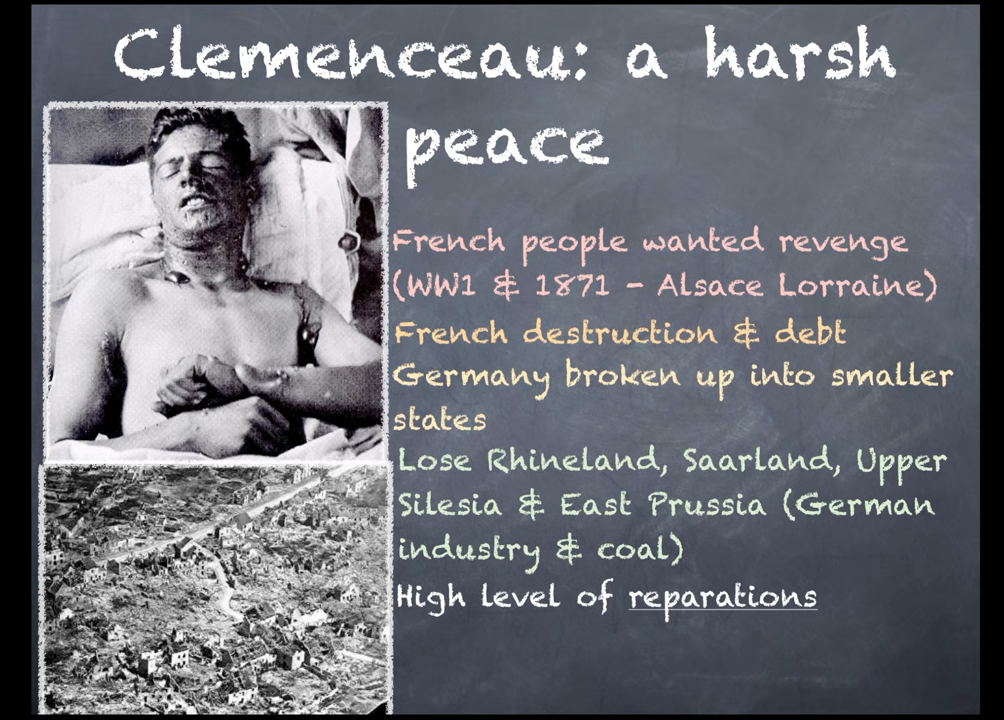 Clemenceau: a harsh
peace
French people wanted revenge
(WW1 & 1871 - Alsace Lorraine)
French destruction & debt
Germany broken up into smaller
states
Lose Rhineland, Saarland, Upper
Silesia & East Prussia (German
industry & coal)
High level of reparations